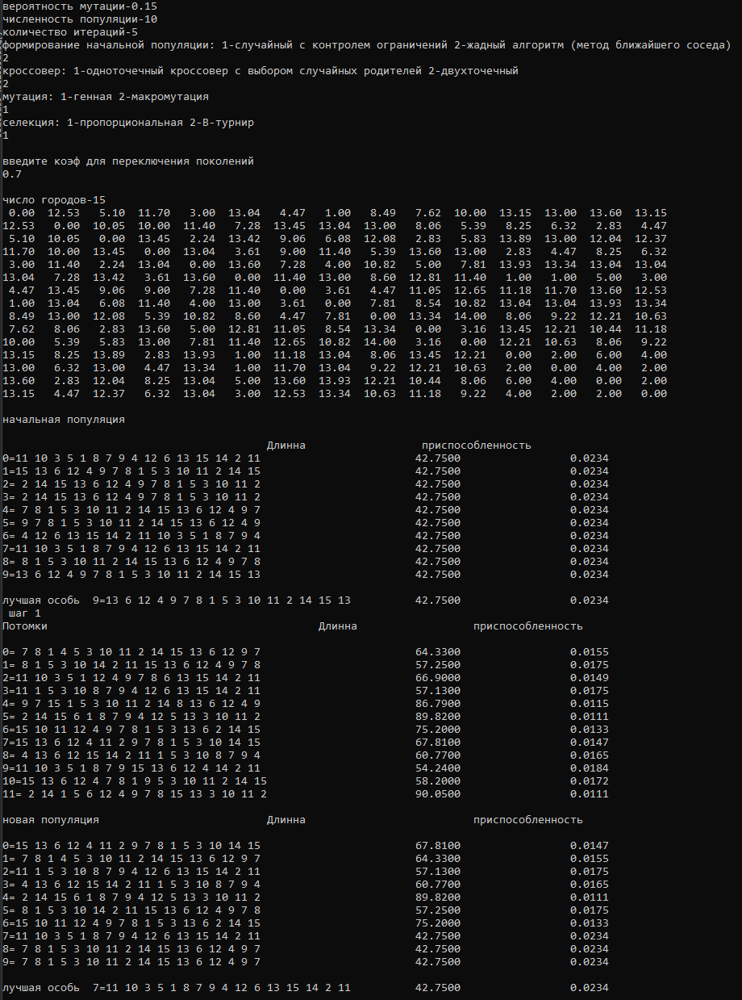 вероятность мутации-0.15
численность популяции-10
количество итераций-5
формирование начальной популяции: 1-случайный с контролем ограничений 2-жадный алгоритм (метод ближайшего соседа)
2
кроссовер: 1-одноточечный кроссовер с выбором случайных родителей 2-двухточечный
2
мутация: 1-генная 2-макромутация
1
селекция: 1-пропорциональная 2-B-турнир
1
введите коэф для переключения поколений
0.7
число городов-15
0.00 12.53 5.10 11.70 3.00 13.04 4.47 1.00 8.49 7.62 10.00 13.15 13.00 13.60 13.15
12.53 0.00 10.05 10.00 11.40 7.28 13.45 13.04 13.00 8.06 5.39 8.25 6.32 2.83 4.47
5.10 10.05 0.00 13.45 2.24 13.42 9.06 6.08 12.08 2.83 5.83 13.89 13.00 12.04 12.37
11.70 10.00 13.45 0.00 13.04 3.61 9.00 11.40 5.39 13.60 13.00 2.83 4.47 8.25 6.32
3.00 11.40 2.24 13.04 0.00 13.60 7.28 4.00 10.82 5.00 7.81 13.93 13.34 13.04 13.04
13.04 7.28 13.42 3.61 13.60 0.00 11.40 13.00 8.60 12.81 11.40 1.00 1.00 5.00 3.00
4.47 13.45 9.06 9.00 7.28 11.40 0.00 3.61 4.47 11.05 12.65 11.18 11.70 13.60 12.53
1.00 13.04 6.08 11.40 4.00 13.00 3.61 0.00 7.81 8.54 10.82 13.04 13.04 13.93 13.34
8.49 13.00 12.08 5.39 10.82 8.60 4.47 7.81 0.00 13.34 14.00 8.06 9.22 12.21 10.63
7.62 8.06 2.83 13.60 5.00 12.81 11.05 8.54 13.34 0.00 3.16 13.45 12.21 10.44 11.18
10.00 5.39 5.83 13.00 7.81 11.40 12.65 10.82 14.00 3.16 0.00 12.21 10.63 8.06 9.22
13.15 8.25 13.89 2.83 13.93 1.00 11.18 13.04 8.06 13.45 12.21 0.00 2.00 6.00 4.00
13.00 6.32 13.00 4.47 13.34 1.00 11.70 13.04 9.22 12.21 10.63 2.00 0.00 4.00 2.00
13.60 2.83 12.04 8.25 13.04 5.00 13.60 13.93 12.21 10.44 8.06 6.00 4.00 0.00 2.00
13.15 4.47 12.37 6.32 13.04 3.00 12.53 13.34 10.63 11.18 9.22 4.00 2.00 2.00 0.00
начальная популяция
Длинна приспособленность
0=11 10 3 5 1 8 7 9 4 12 6 13 15 14 2 11 42.7500 0.0234
1=15 13 6 12 4 9 7 8 1 5 3 10 11 2 14 15 42.7500 0.0234
2= 2 14 15 13 6 12 4 9 7 8 1 5 3 10 11 2 42.7500 0.0234
3= 2 14 15 13 6 12 4 9 7 8 1 5 3 10 11 2 42.7500 0.0234
4= 7 8 1 5 3 10 11 2 14 15 13 6 12 4 9 7 42.7500 0.0234
5= 9 7 8 1 5 3 10 11 2 14 15 13 6 12 4 9 42.7500 0.0234
6= 4 12 6 13 15 14 2 11 10 3 5 1 8 7 9 4 42.7500 0.0234
7=11 10 3 5 1 8 7 9 4 12 6 13 15 14 2 11 42.7500 0.0234
8= 8 1 5 3 10 11 2 14 15 13 6 12 4 9 7 8 42.7500 0.0234
9=13 6 12 4 9 7 8 1 5 3 10 11 2 14 15 13 42.7500 0.0234
лучшая особь 9=13 6 12 4 9 7 8 1 5 3 10 11 2 14 15 13 42.7500 0.0234
шаг 1
Потомки Длинна приспособленность
0= 7 8 1 4 5 3 10 11 2 14 15 13 6 12 9 7 64.3300 0.0155
1= 8 1 5 3 10 14 2 11 15 13 6 12 4 9 7 8 57.2500 0.0175
2=11 10 3 5 1 12 4 9 7 8 6 13 15 14 2 11 66.9000 0.0149
3=11 1 5 3 10 8 7 9 4 12 6 13 15 14 2 11 57.1300 0.0175
4= 9 7 15 1 5 3 10 11 2 14 8 13 6 12 4 9 86.7900 0.0115
5= 2 14 15 6 1 8 7 9 4 12 5 13 3 10 11 2 89.8200 0.0111
6=15 10 11 12 4 9 7 8 1 5 3 13 6 2 14 15 75.2000 0.0133
7=15 13 6 12 4 11 2 9 7 8 1 5 3 10 14 15 67.8100 0.0147
8= 4 13 6 12 15 14 2 11 1 5 3 10 8 7 9 4 60.7700 0.0165
9=11 10 3 5 1 8 7 9 15 13 6 12 4 14 2 11 54.2400 0.0184
10=15 13 6 12 4 7 8 1 9 5 3 10 11 2 14 15 58.2000 0.0172
11= 2 14 1 5 6 12 4 9 7 8 15 13 3 10 11 2 90.0500 0.0111
новая популяция Длинна приспособленность
0=15 13 6 12 4 11 2 9 7 8 1 5 3 10 14 15 67.8100 0.0147
1= 7 8 1 4 5 3 10 11 2 14 15 13 6 12 9 7 64.3300 0.0155
2=11 1 5 3 10 8 7 9 4 12 6 13 15 14 2 11 57.1300 0.0175
3= 4 13 6 12 15 14 2 11 1 5 3 10 8 7 9 4 60.7700 0.0165
4= 2 14 15 6 1 8 7 9 4 12 5 13 3 10 11 2 89.8200 0.0111
5= 8 1 5 3 10 14 2 11 15 13 6 12 4 9 7 8 57.2500 0.0175
6=15 10 11 12 4 9 7 8 1 5 3 13 6 2 14 15 75.2000 0.0133
7=11 10 3 5 1 8 7 9 4 12 6 13 15 14 2 11 42.7500 0.0234
8= 7 8 1 5 3 10 11 2 14 15 13 6 12 4 9 7 42.7500 0.0234
9= 7 8 1 5 3 10 11 2 14 15 13 6 12 4 9 7 42.7500 0.0234
лучшая особь 7=11 10 3 5 1 8 7 9 4 12 6 13 15 14 2 11 42.7500 0.0234